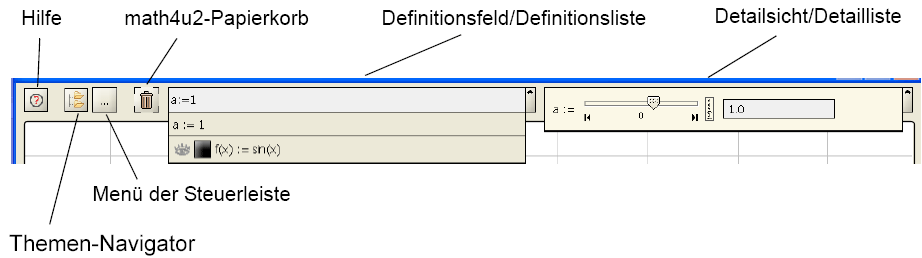 Hilfe
math4u2-Papierkorb
Definitionsfeld/Definitionsliste
Detailsicht/Detailliste
?
...
a:=1
a := 1
f(x) := sin(x)
a :=
0
1.0
Menü der Steuerleiste
Themen-Navigator